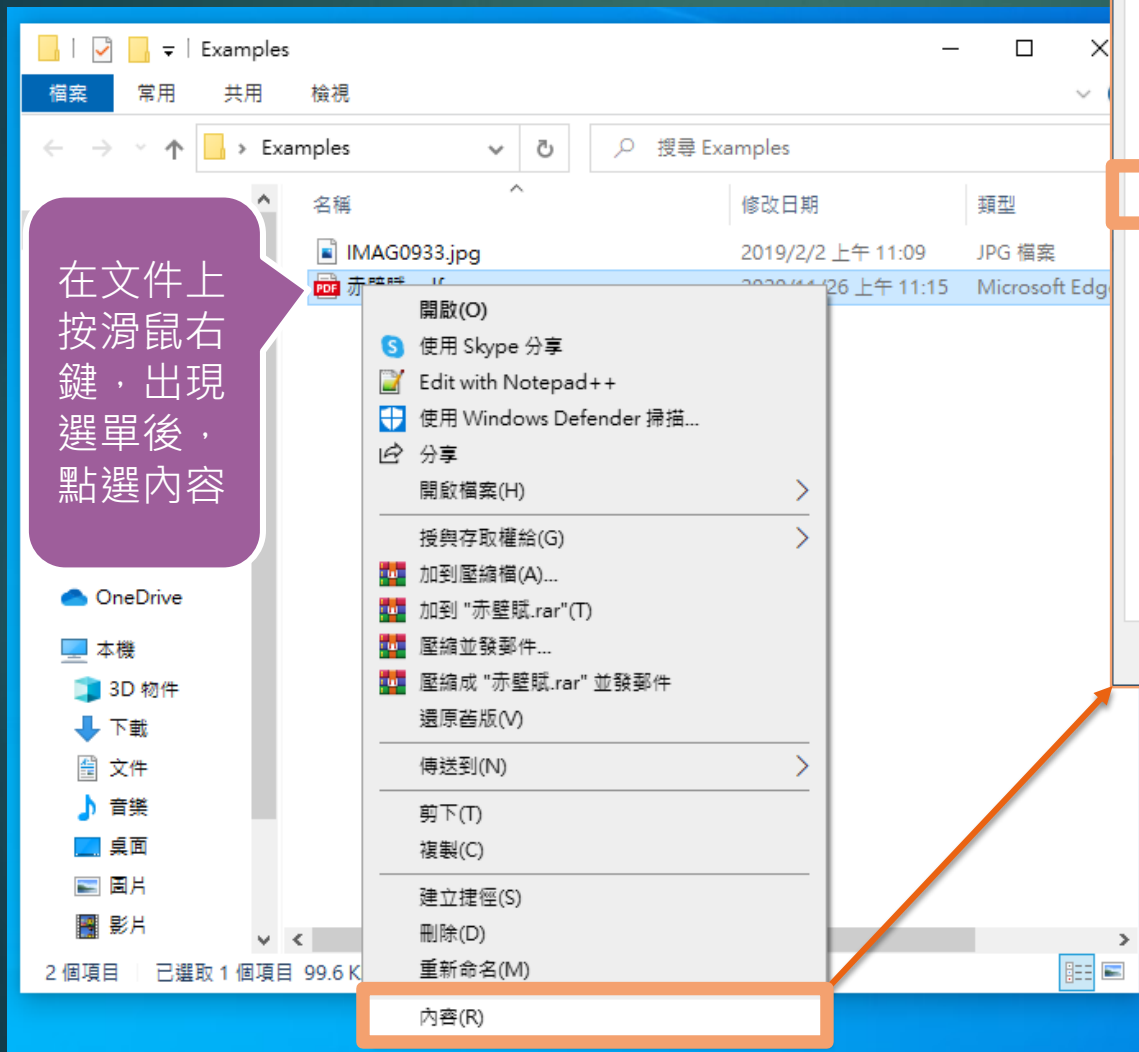 Examples
檔案 常用 共用 檢視
Examples
搜尋 Examples
名稱 修改日期 類型
IMAG0933.jpg 2019/2/2 上午 11:09 JPG 檔案
PDF 26 上午 11:15 Microsoft Edg
在文件上
按滑鼠右
鍵，出現
選單後，
點選內容
開啟(O)
使用 Skype 分享
Edit with Notepad++
使用 Windows Defender 掃描...
分享
開啟檔案(H)
授與存取權給(G)
加到壓縮檔(A)...
加到 "赤壁賦.rar"(T)
壓縮並發郵件...
壓縮成 "赤壁賦.rar" 並發郵件
還原舊版(V)
傳送到(N)
剪下(T)
複製(C)
建立捷徑(S)
刪除(D)
重新命名(M)
內容(R)
OneDrive
本機
3D 物件
下載
文件
音樂
桌面
圖片
影片
2 個項目 已選取 1 個項目 99.6 K